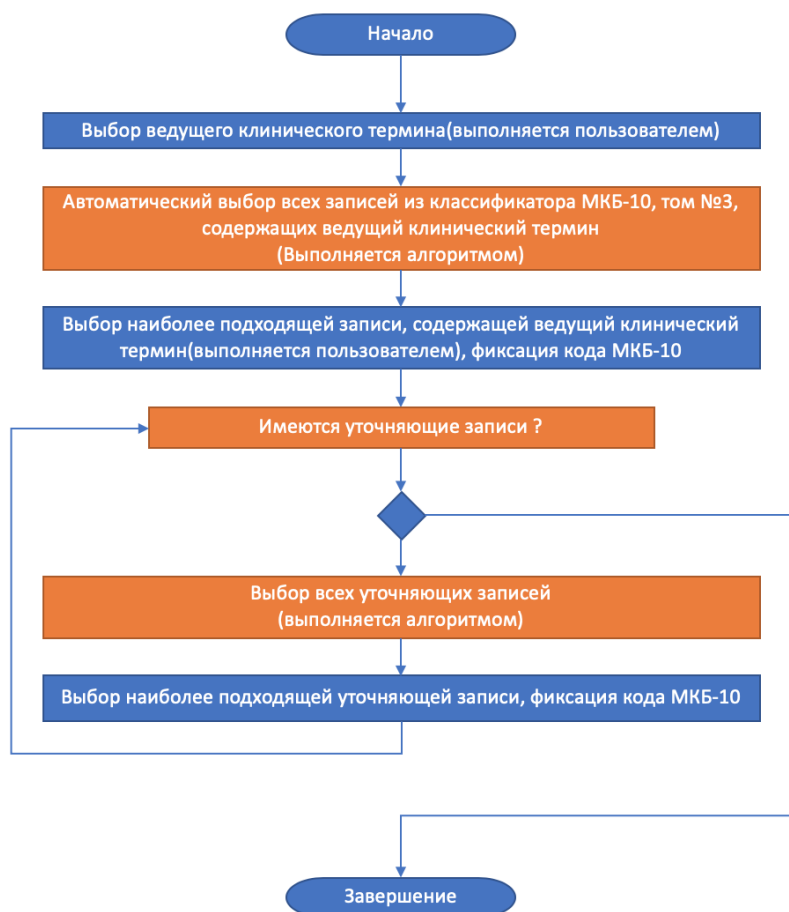 Начало
Выбор ведущего клинического термина(выполняется пользователем)
Автоматический выбор всех записей из классификатора МКБ-10, том №3,
содержащих ведущий клинический термин
(Выполняется алгоритмом)
Выбор наиболее подходящей записи, содержащей ведущий клинический
термин(выполняется пользователем), фиксация кода МКБ-10
Имеются уточняющие записи ?
Выбор всех уточняющих записей
(выполняется алгоритмом)
Выбор наиболее подходящей уточняющей записи, фиксация кода МКБ-10
Завершение